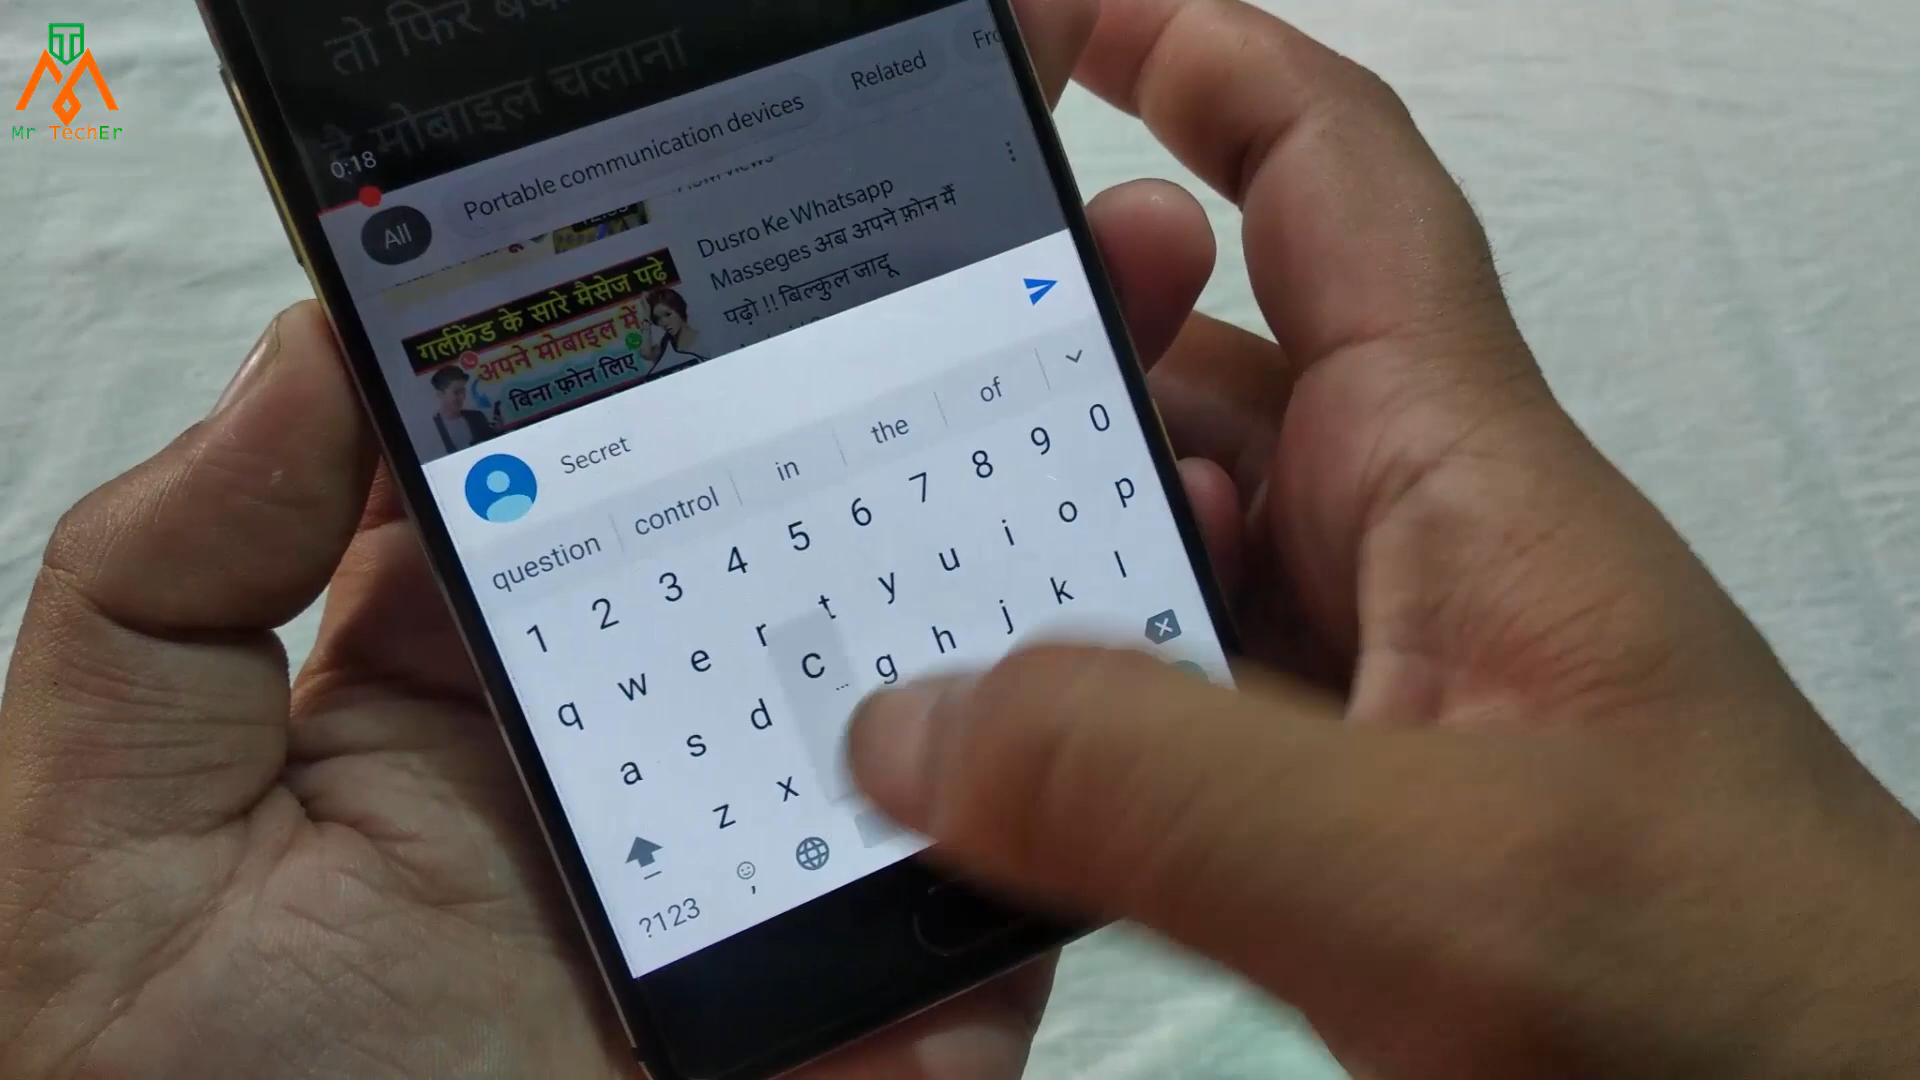 Mr TechEr
तो फिर
है मोबाइल चलाना
0:18
All
Portable communication devices
Related
Dusro Ke Whatsapp
Masseges अब अपने फ़ोन मैं
पढ़ो !! बिल्कुल जादू
गर्लफ्रेंड के सारे मैसेज पढ़े
अपने मोबाइल में
बिना फ़ोन लिए
Secret
question control in the of
1 2 3 4 5 6 7 8 9 0
q w e r t y u i o p
a s d g h j k l
z x c
?123 ,